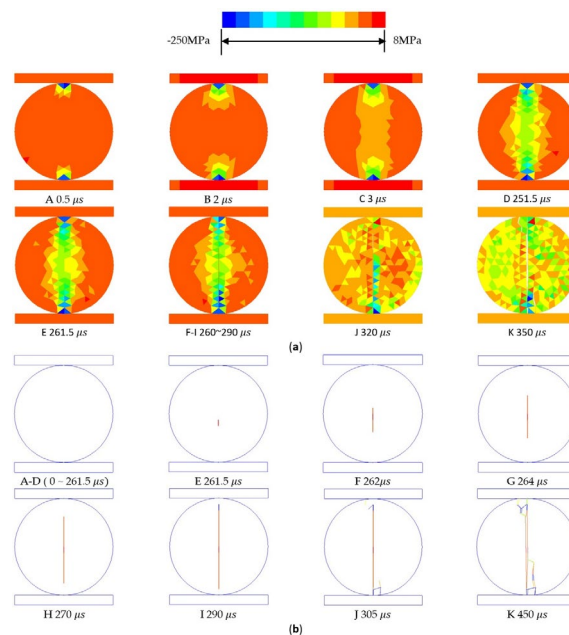 -250MPa 8MPa
A 0.5 μs B 2 μs C 3 μs D 251.5 μs
E 261.5 μs F-I 260~290 μs J 320 μs K 350 μs
(a)
A-D ( 0 – 261.5 μs) E 261.5 μs F 262 μs G 264 μs
H 270 μs I 290 μs J 305 μs K 450 μs
(b)